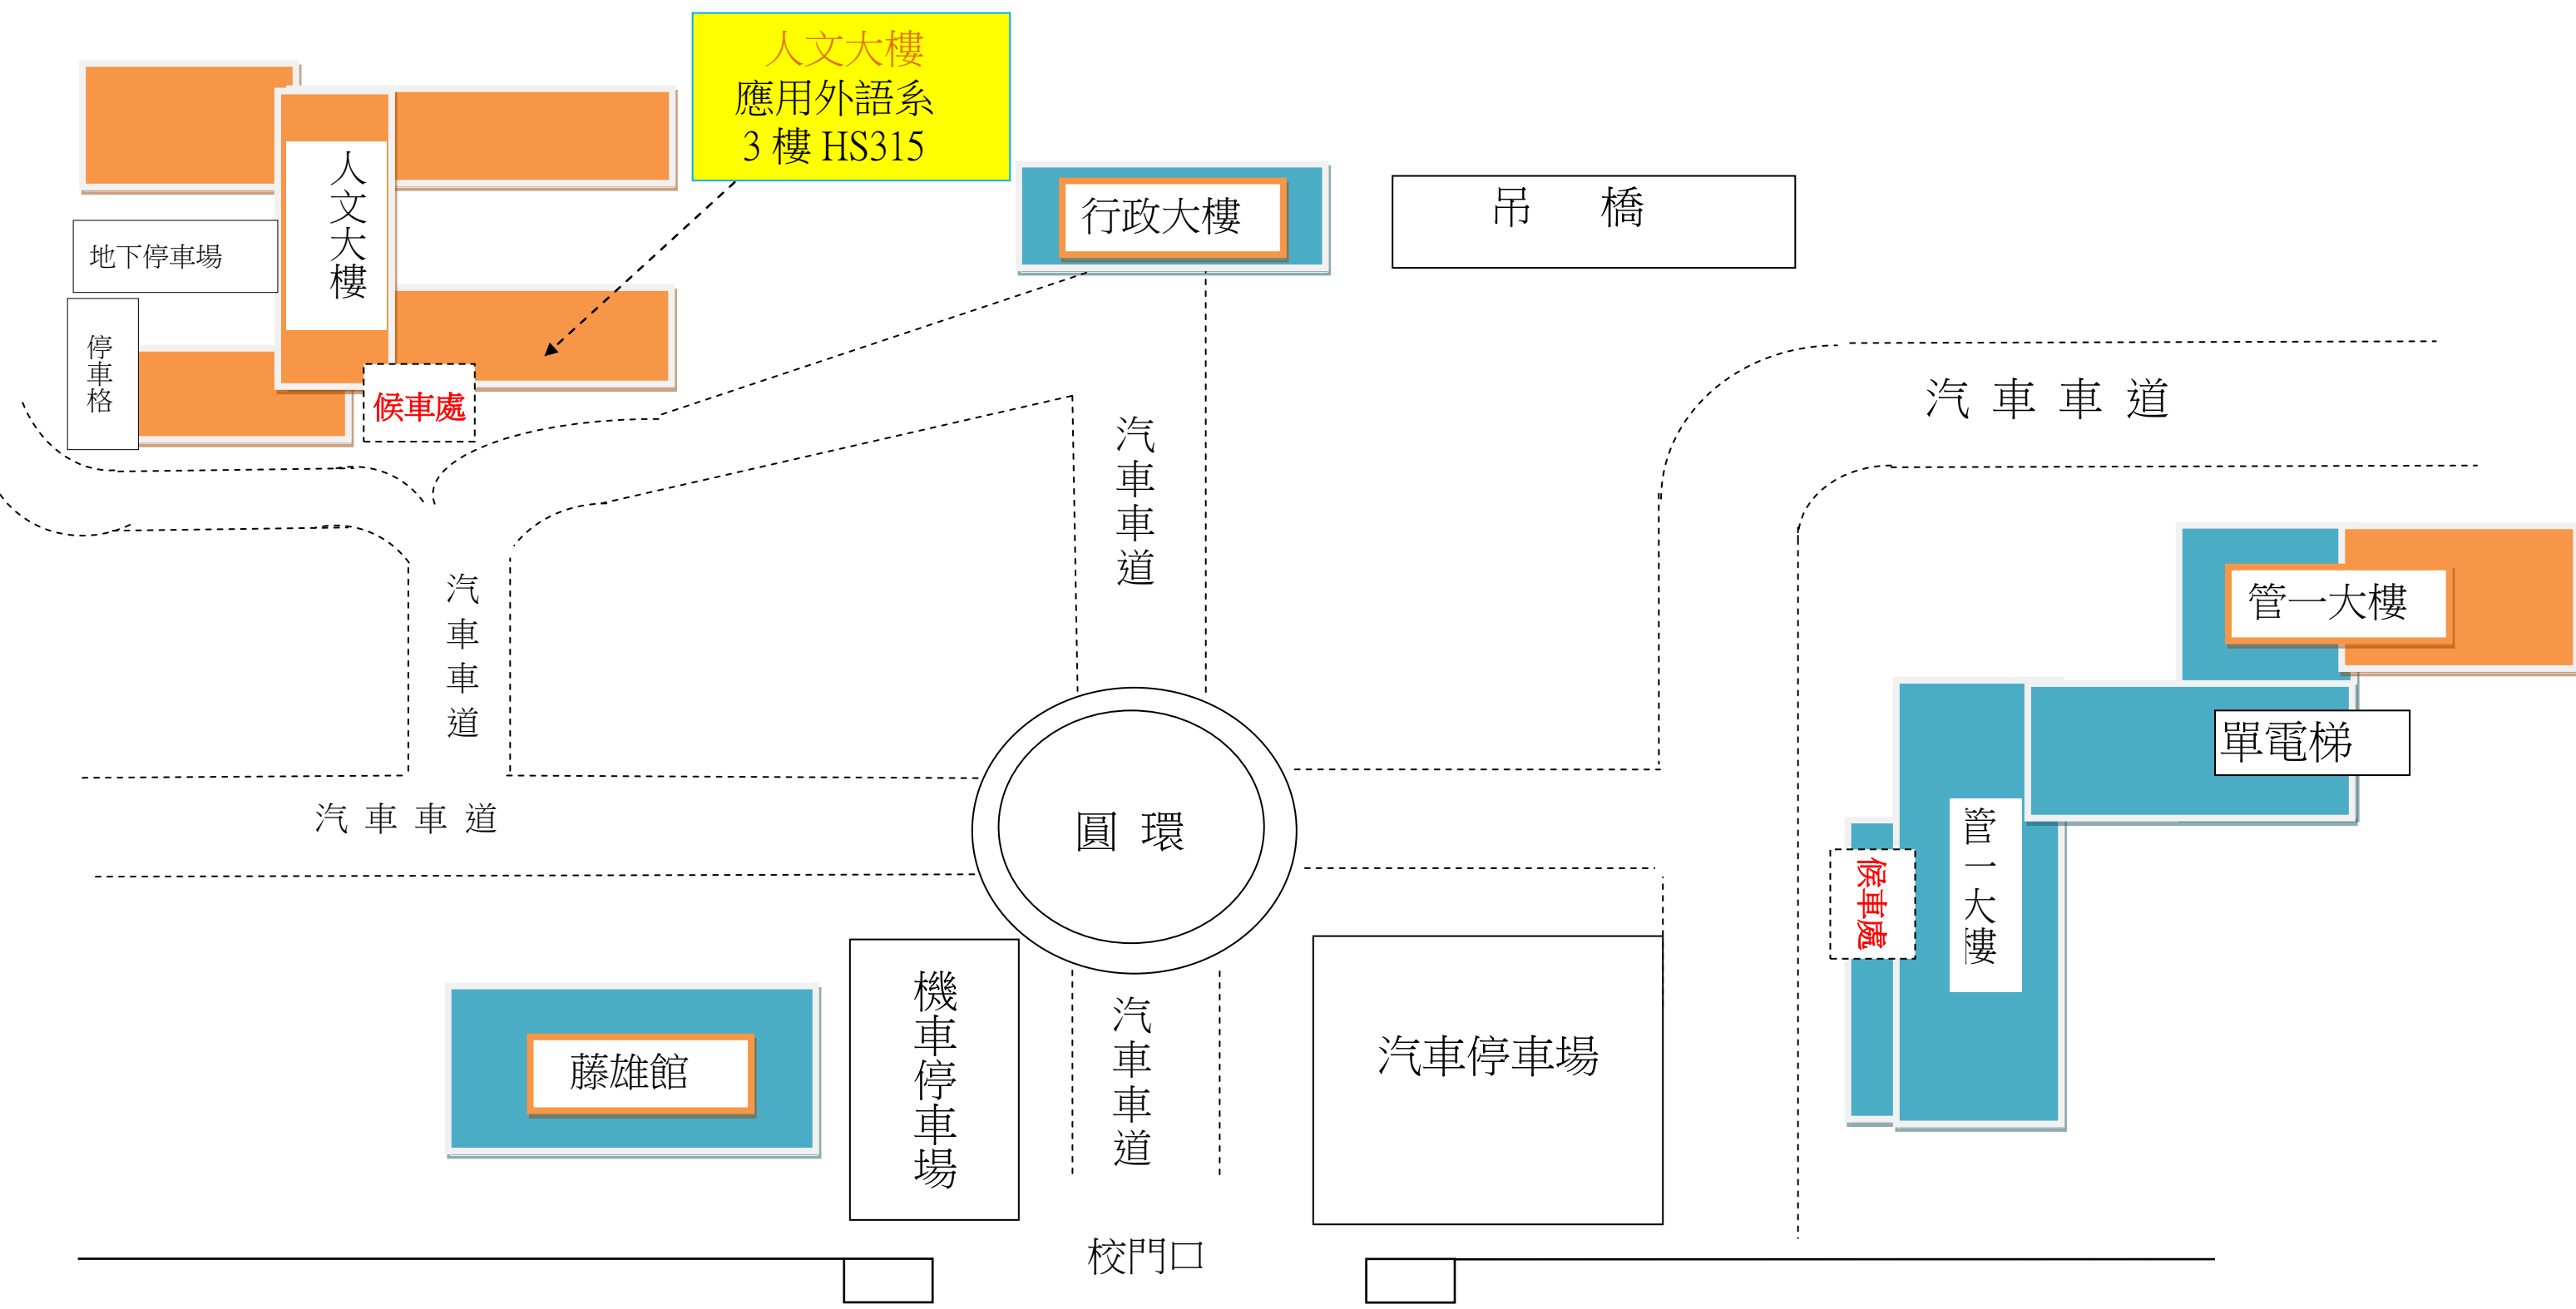 人文大樓
應用外語系
3 樓 HS315
人文大樓
地下停車場
停車格
候車處
行政大樓
吊 橋
汽車車道
汽車車道
汽車車道
管一大樓
單電梯
汽車車道
圓 環
管一大樓
候車處
藤雄館
機車停車場
汽車車道
汽車停車場
校門口